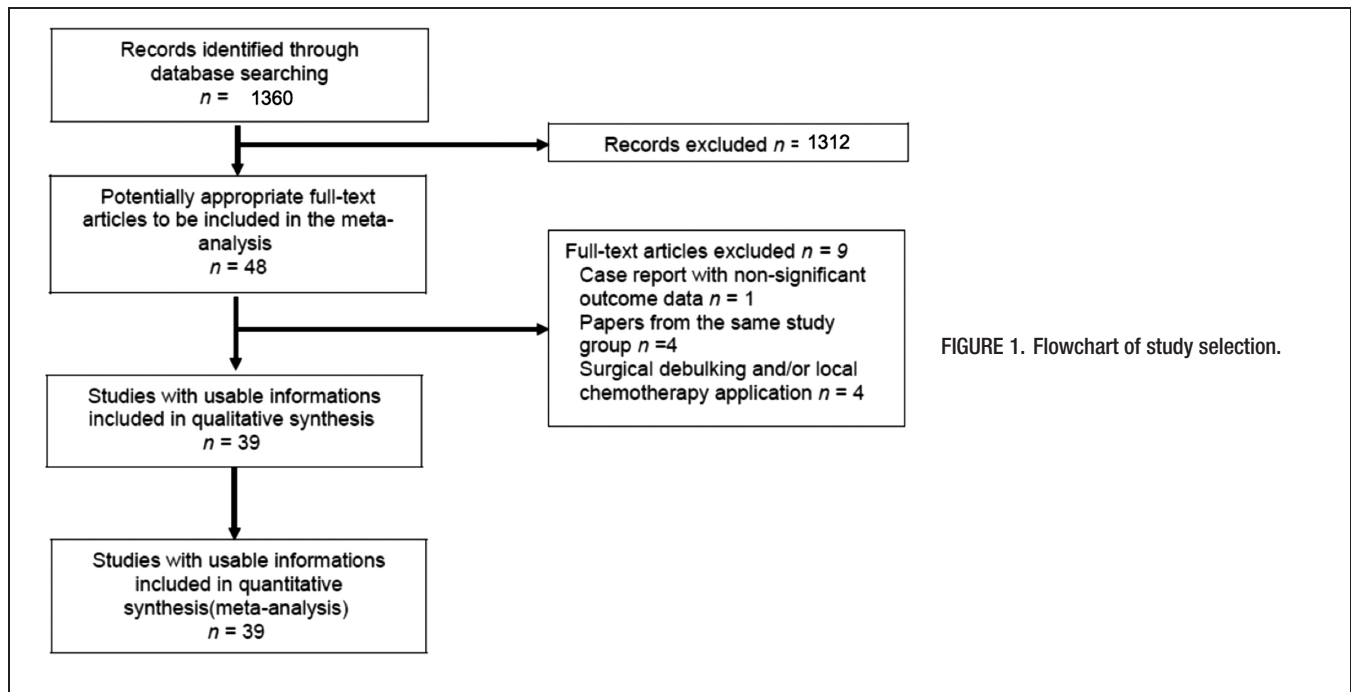 Records identified through
database searching
n = 1360
Records excluded n = 1312
Potentially appropriate full-text
articles to be included in the meta-
analysis
n = 48
Full-text articles excluded n = 9
Case report with non-significant
outcome data n = 1
Papers from the same study
group n =4
Surgical debulking and/or local
chemotherapy application n = 4
Studies with usable informations
included in qualitative synthesis
n = 39
Studies with usable informations
included in quantitative
synthesis(meta-analysis)
n = 39
FIGURE 1. Flowchart of study selection.